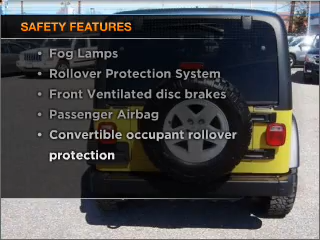 SAFETY FEATURES
• Fog Lamps
• Rollover Protection System
• Front Ventilated disc brakes
• Passenger Airbag
• Convertible occupant rollover
protection